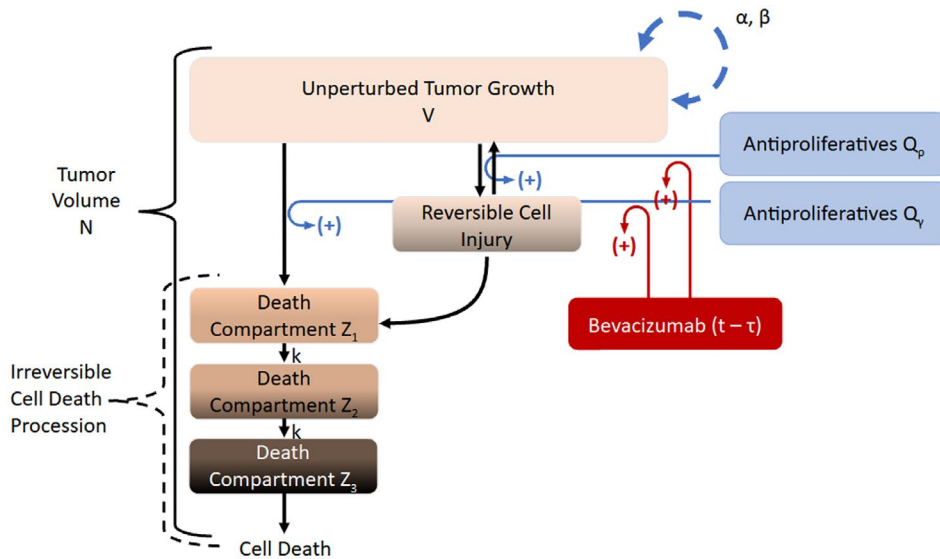 α, β
Unperturbed Tumor Growth
V
Antiproliferatives Qₚ
Tumor
Volume
N
(+)
(+)
(+)
Reversible Cell
Injury
Antiproliferatives Qᵧ
(+)
(+)
Death
Compartment Z₁
Bevacizumab (t – τ)
k
Irreversible
Cell Death
Procession
Death
Compartment Z₂
k
Death
Compartment Z₃
Cell Death